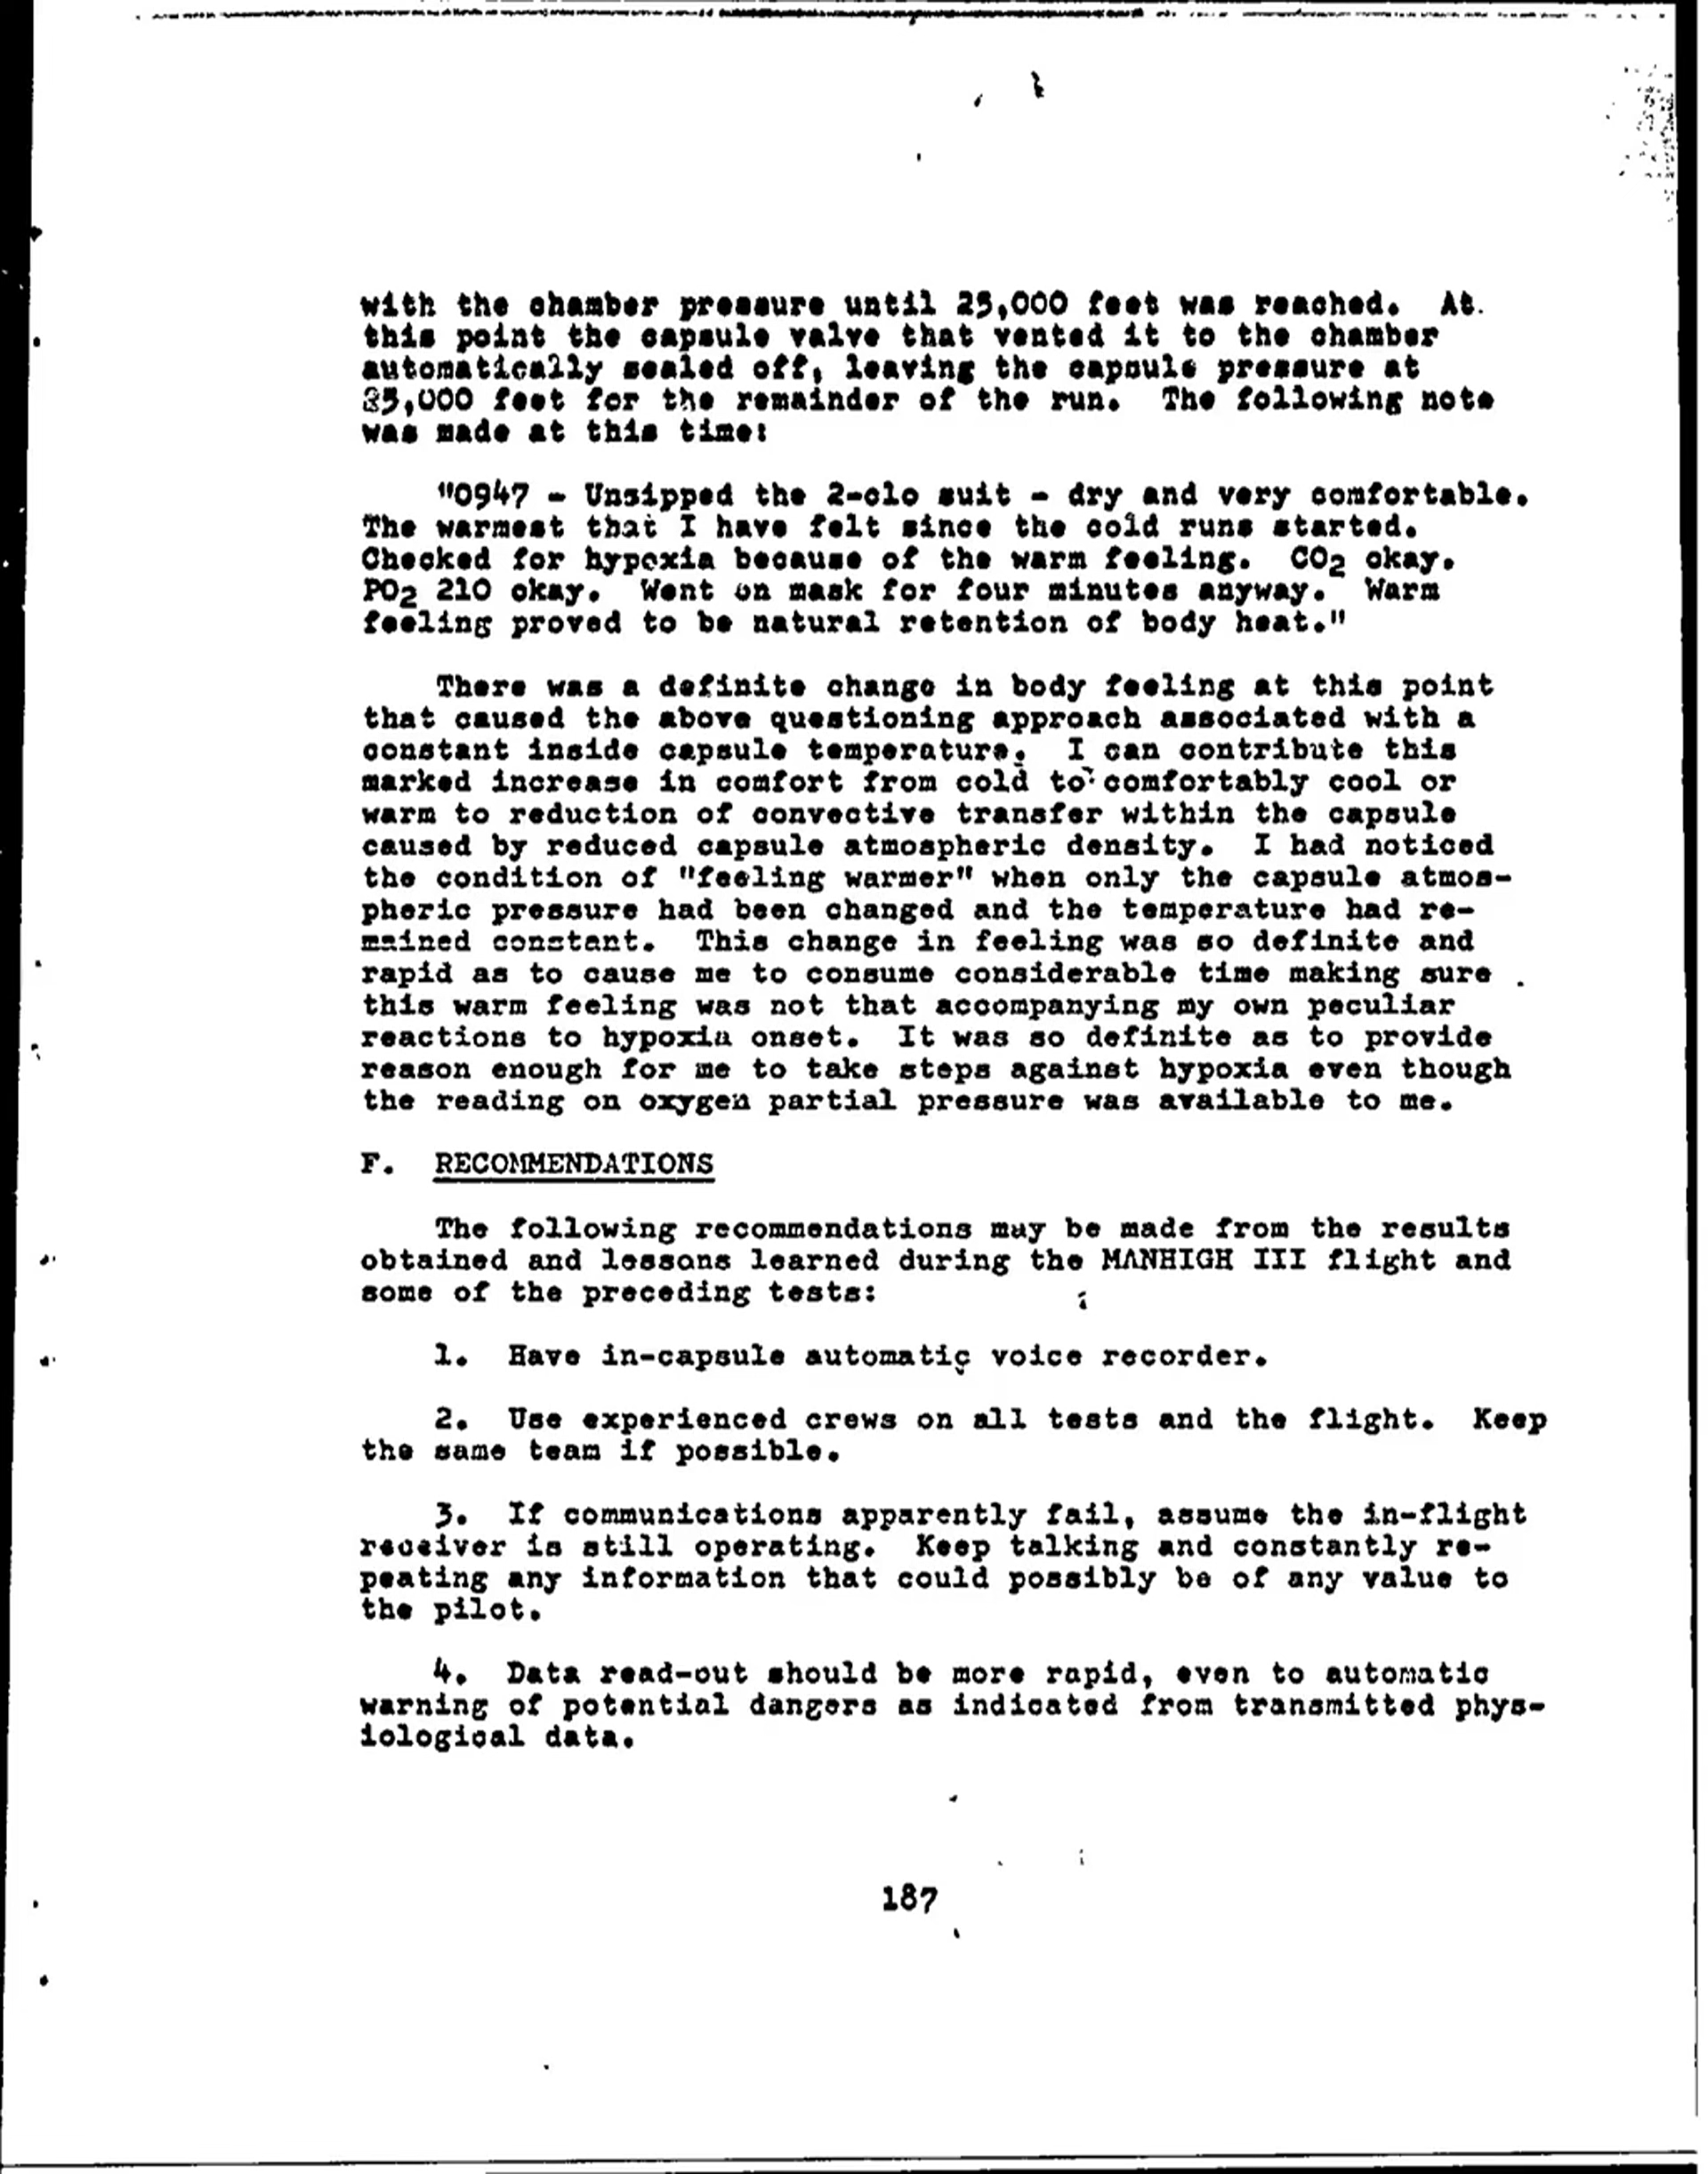 with the chamber pressure until 25,000 feet was reached. At
this point the capsule valve that vented it to the chamber
automatically sealed off, leaving the capsule pressure at
25,000 feet for the remainder of the run. The following note
was made at this time:
"0947 - Unzipped the 2-clo suit - dry and very comfortable.
The warmest that I have felt since the cold runs started.
Checked for hypoxia because of the warm feeling. CO2 okay.
PO2 210 okay. Went on mask for four minutes anyway. Warm
feeling proved to be natural retention of body heat."
There was a definite change in body feeling at this point
that caused the above questioning approach associated with a
constant inside capsule temperature. I can contribute this
marked increase in comfort from cold to comfortably cool or
warm to reduction of convective transfer within the capsule
caused by reduced capsule atmospheric density. I had noticed
the condition of "feeling warmer" when only the capsule atmos-
pheric pressure had been changed and the temperature had re-
mained constant. This change in feeling was so definite and
rapid as to cause me to consume considerable time making sure
this warm feeling was not that accompanying my own peculiar
reactions to hypoxia onset. It was so definite as to provide
reason enough for me to take steps against hypoxia even though
the reading on oxygen partial pressure was available to me.
F. RECOMMENDATIONS
The following recommendations may be made from the results
obtained and lessons learned during the MANHIGH III flight and
some of the preceding tests:
1. Have in-capsule automatic voice recorder.
2. Use experienced crews on all tests and the flight. Keep
the same team if possible.
3. If communications apparently fail, assume the in-flight
receiver is still operating. Keep talking and constantly re-
peating any information that could possibly be of any value to
the pilot.
4. Data read-out should be more rapid, even to automatic
warning of potential dangers as indicated from transmitted phys-
iological data.
187